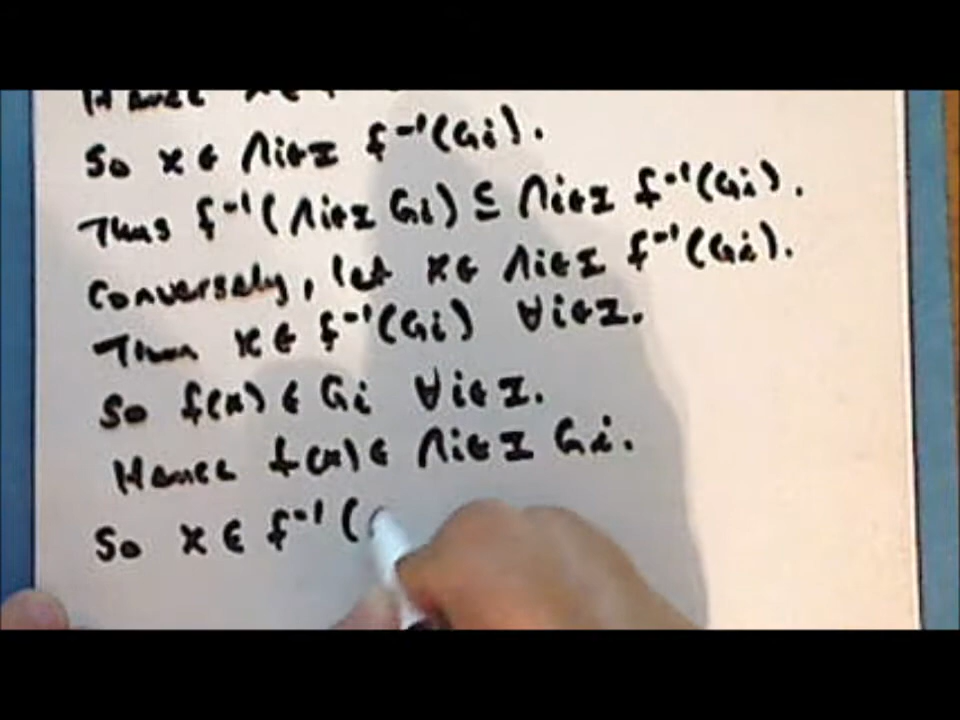 So x ∈ ∩i∈I f⁻¹(Gi).
Thus f⁻¹(∩i∈I Gi) ⊆ ∩i∈I f⁻¹(Gi).
Conversely, let x ∈ ∩i∈I f⁻¹(Gi).
Then x ∈ f⁻¹(Gi) ∀i∈I.
So f(x) ∈ Gi ∀i∈I.
Hence f(x) ∈ ∩i∈I Gi.
So x ∈ f⁻¹(